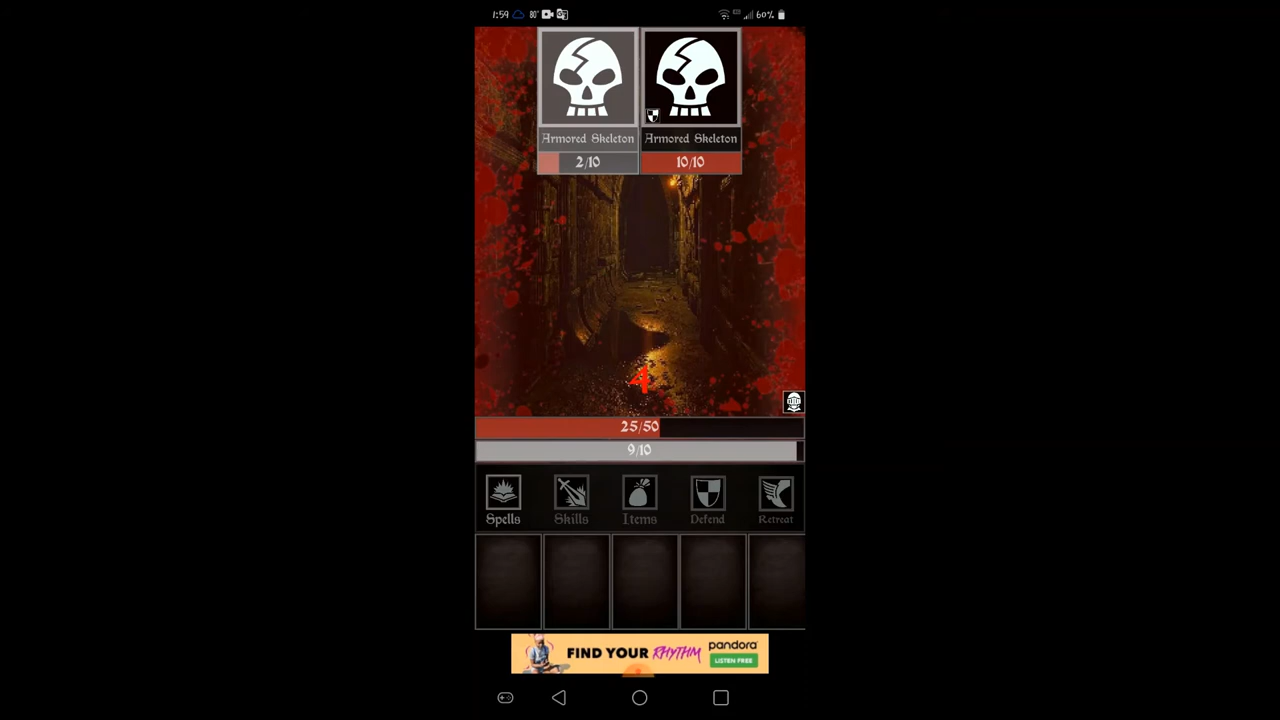 1:59 80° 60%
Armored Skeleton Armored Skeleton
2/10 10/10
4
25/50
9/10
Spells Skills Items Defend Retreat
FIND YOUR RHYTHM pandora
LISTEN FREE